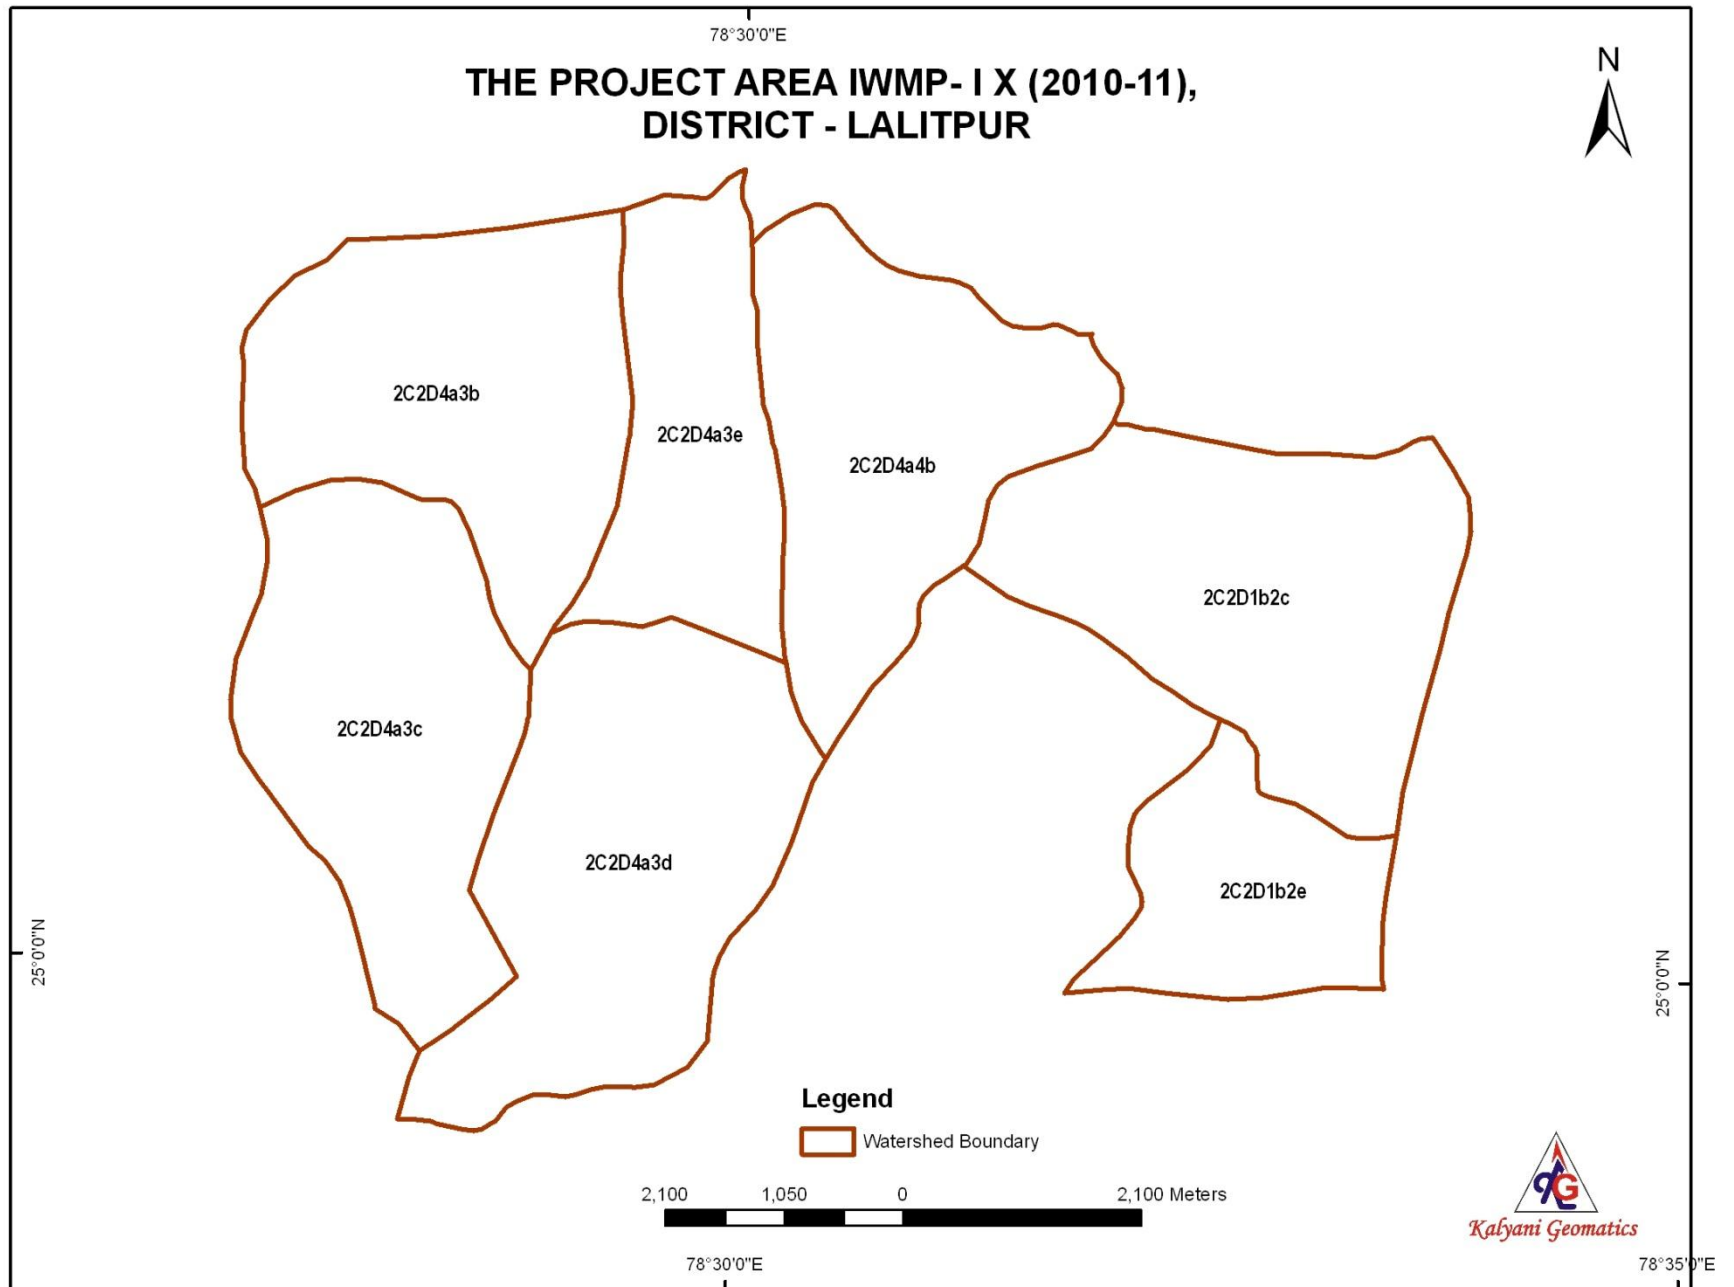 78°30'0"E
THE PROJECT AREA IWMP- I X (2010-11),
DISTRICT - LALITPUR
N
2C2D4a3b
2C2D4a3e
2C2D4a4b
2C2D1b2c
2C2D4a3c
2C2D4a3d
2C2D1b2e
25°0'0"N
25°0'0"N
Legend
Watershed Boundary
2,100 1,050 0 2,100 Meters
G
Kalyani Geomatics
78°30'0"E
78°35'0"E